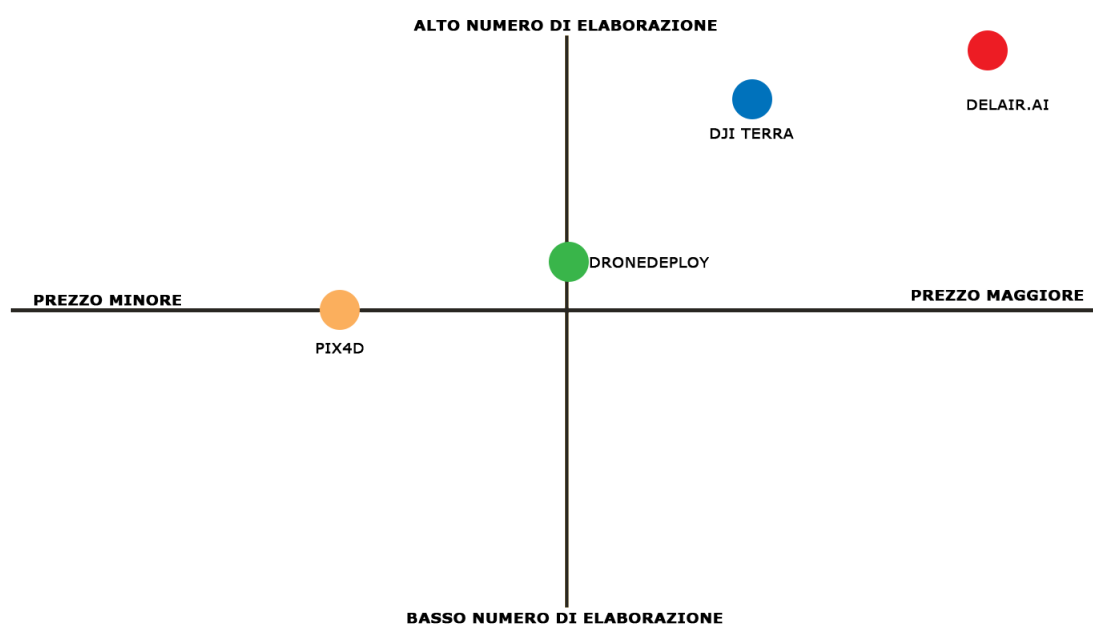 ALTO NUMERO DI ELABORAZIONE
DELAIR.AI
DJI TERRA
DRONEDEPLOY
PREZZO MINORE
PREZZO MAGGIORE
PIX4D
BASSO NUMERO DI ELABORAZIONE